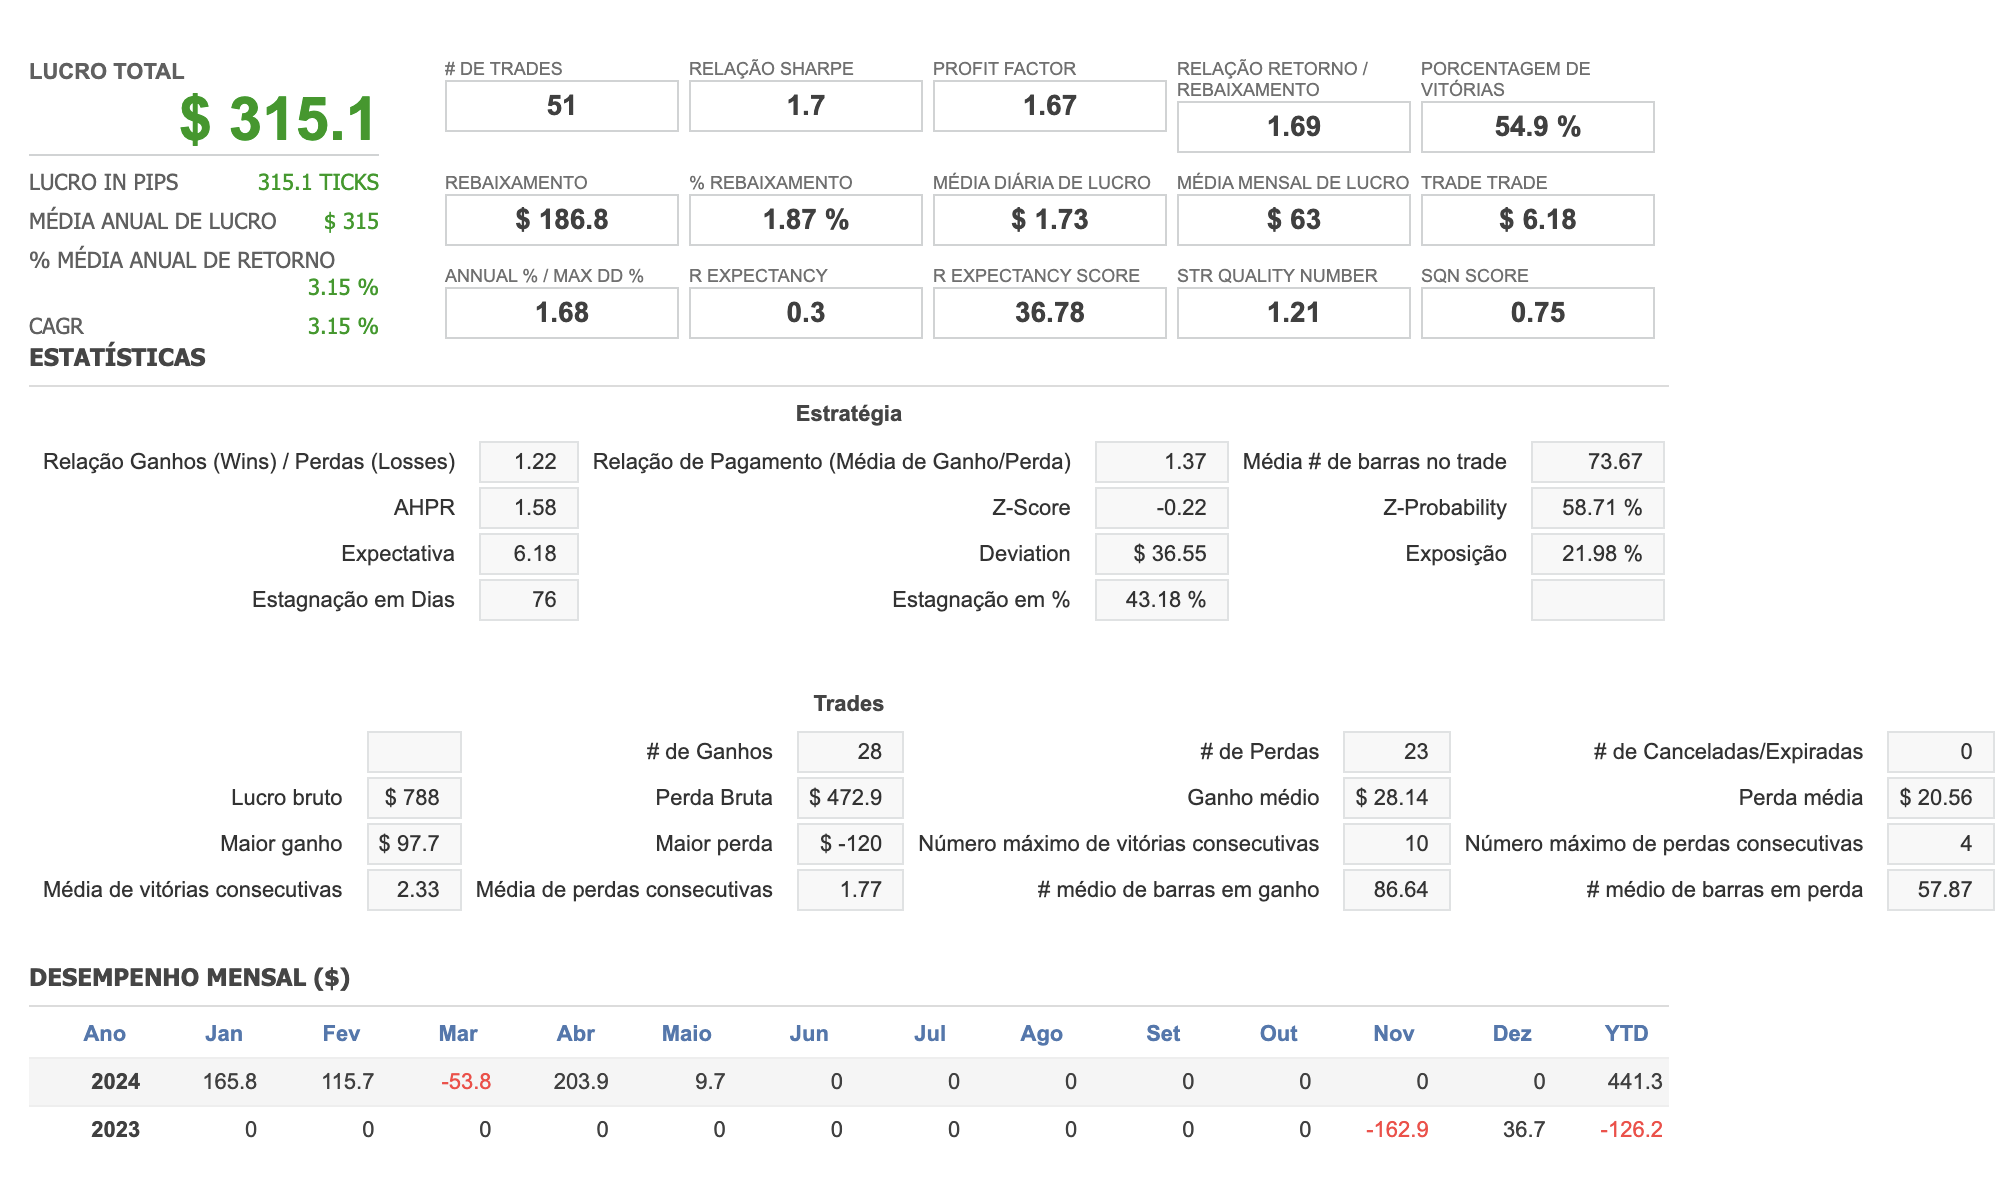 LUCRO TOTAL
$ 315.1
LUCRO IN PIPS 315.1 TICKS
MÉDIA ANUAL DE LUCRO $ 315
% MÉDIA ANUAL DE RETORNO
3.15 %
CAGR 3.15 %
# DE TRADES RELAÇÃO SHARPE PROFIT FACTOR RELAÇÃO RETORNO / REBAIXAMENTO PORCENTAGEM DE VITÓRIAS
51 1.7 1.67 1.69 54.9 %
REBAIXAMENTO % REBAIXAMENTO MÉDIA DIÁRIA DE LUCRO MÉDIA MENSAL DE LUCRO TRADE TRADE
$ 186.8 1.87 % $ 1.73 $ 63 $ 6.18
ANNUAL % / MAX DD % R EXPECTANCY R EXPECTANCY SCORE STR QUALITY NUMBER SQN SCORE
1.68 0.3 36.78 1.21 0.75
ESTATÍSTICAS
Estratégia
Relação Ganhos (Wins) / Perdas (Losses) 1.22 Relação de Pagamento (Média de Ganho/Perda) 1.37 Média # de barras no trade 73.67
AHPR 1.58 Z-Score -0.22 Z-Probability 58.71 %
Expectativa 6.18 Deviation $ 36.55 Exposição 21.98 %
Estagnação em Dias 76 Estagnação em % 43.18 %
Trades
# de Ganhos 28 # de Perdas 23 # de Canceladas/Expiradas 0
Lucro bruto $ 788 Perda Bruta $ 472.9 Ganho médio $ 28.14 Perda média $ 20.56
Maior ganho $ 97.7 Maior perda $ -120 Número máximo de vitórias consecutivas 10 Número máximo de perdas consecutivas 4
Média de vitórias consecutivas 2.33 Média de perdas consecutivas 1.77 # médio de barras em ganho 86.64 # médio de barras em perda 57.87
DESEMPENHO MENSAL ($)
Ano Jan Fev Mar Abr Maio Jun Jul Ago Set Out Nov Dez YTD
2024 165.8 115.7 -53.8 203.9 9.7 0 0 0 0 0 0 0 441.3
2023 0 0 0 0 0 0 0 0 0 0 -162.9 36.7 -126.2